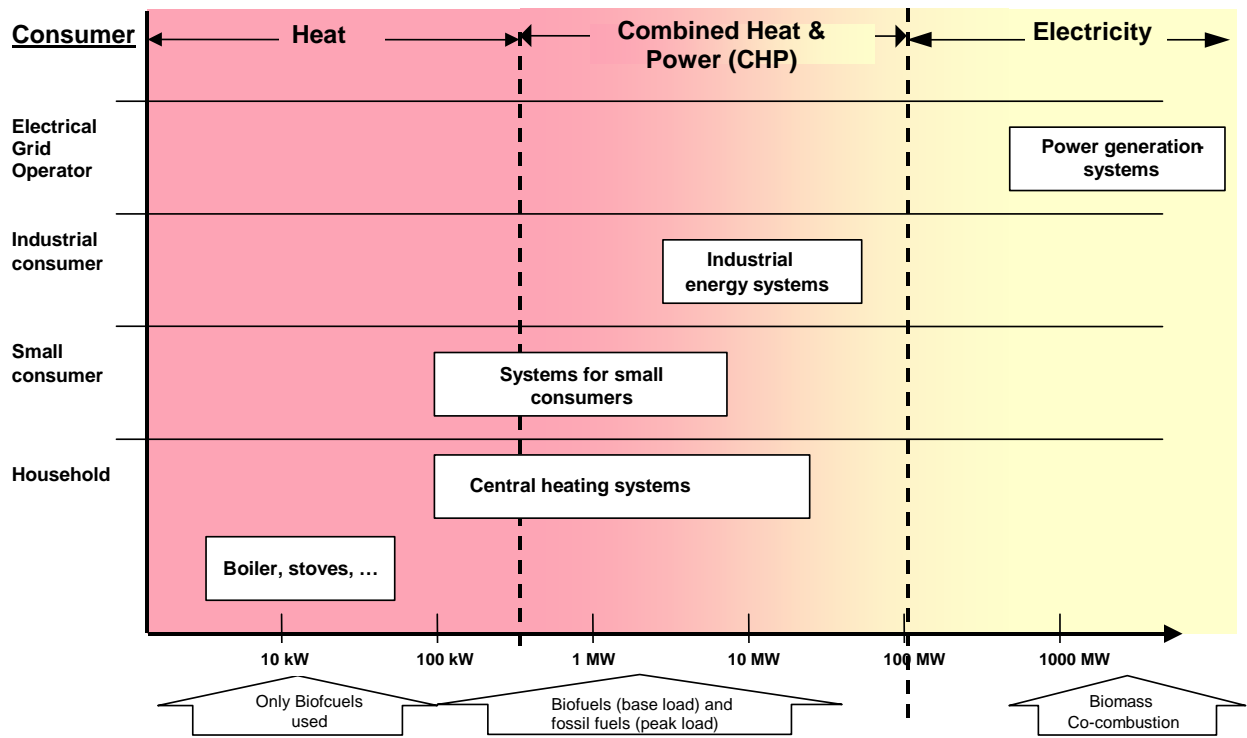 Consumer
Heat
Combined Heat &
Power (CHP)
Electricity
Electrical
Grid
Operator
Power generation-
systems
Industrial
consumer
Industrial
energy systems
Small
consumer
Systems for small
consumers
Household
Central heating systems
Boiler, stoves, …
10 kW
100 kW
1 MW
10 MW
100 MW
1000 MW
Only Biofcuels
used
Biofuels (base load) and
fossil fuels (peak load)
Biomass
Co-combustion